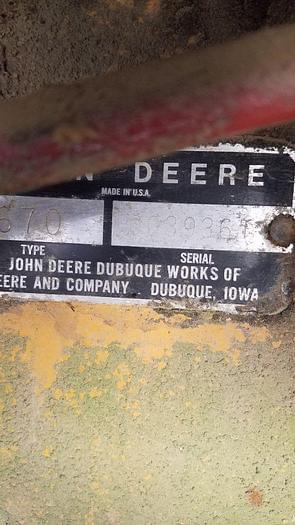 N DEERE
MADE IN U.S.A.
TYPE SERIAL
JOHN DEERE DUBUQUE WORKS OF
EERE AND COMPANY DUBUQUE, IOWA